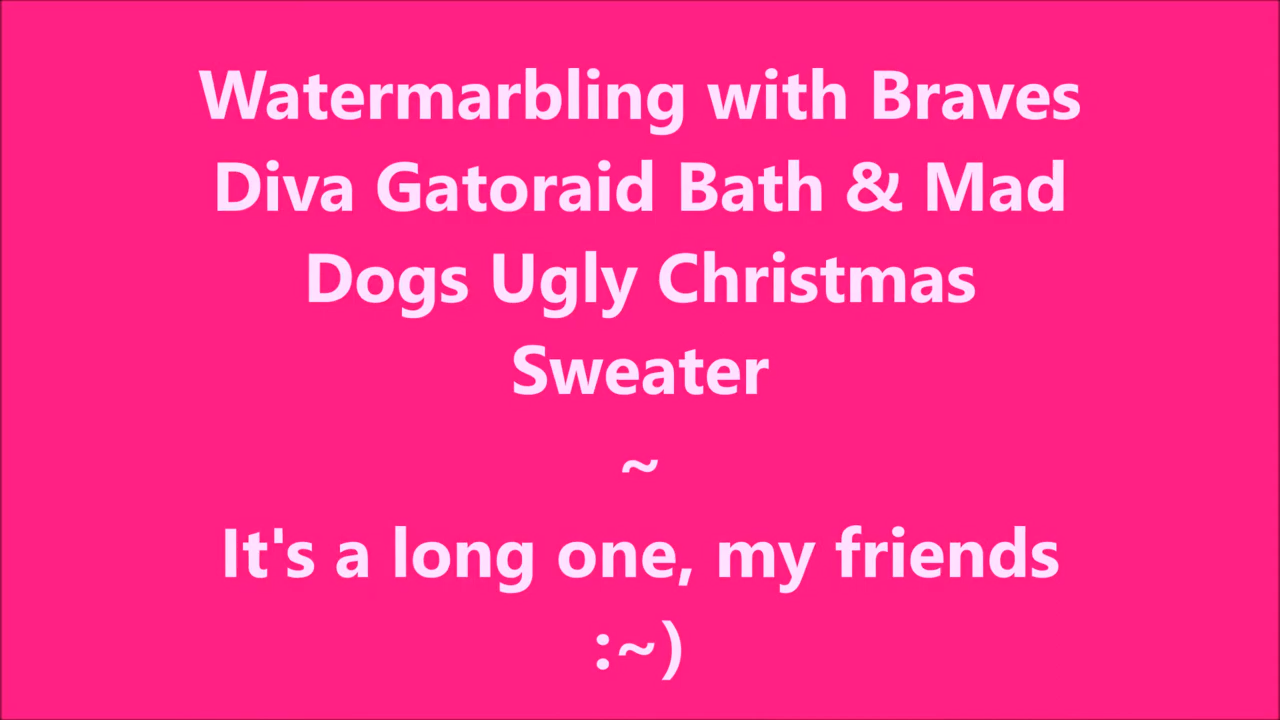 Watermarbling with Braves
Diva Gatoraid Bath & Mad
Dogs Ugly Christmas
Sweater
~
It's a long one, my friends
:~)